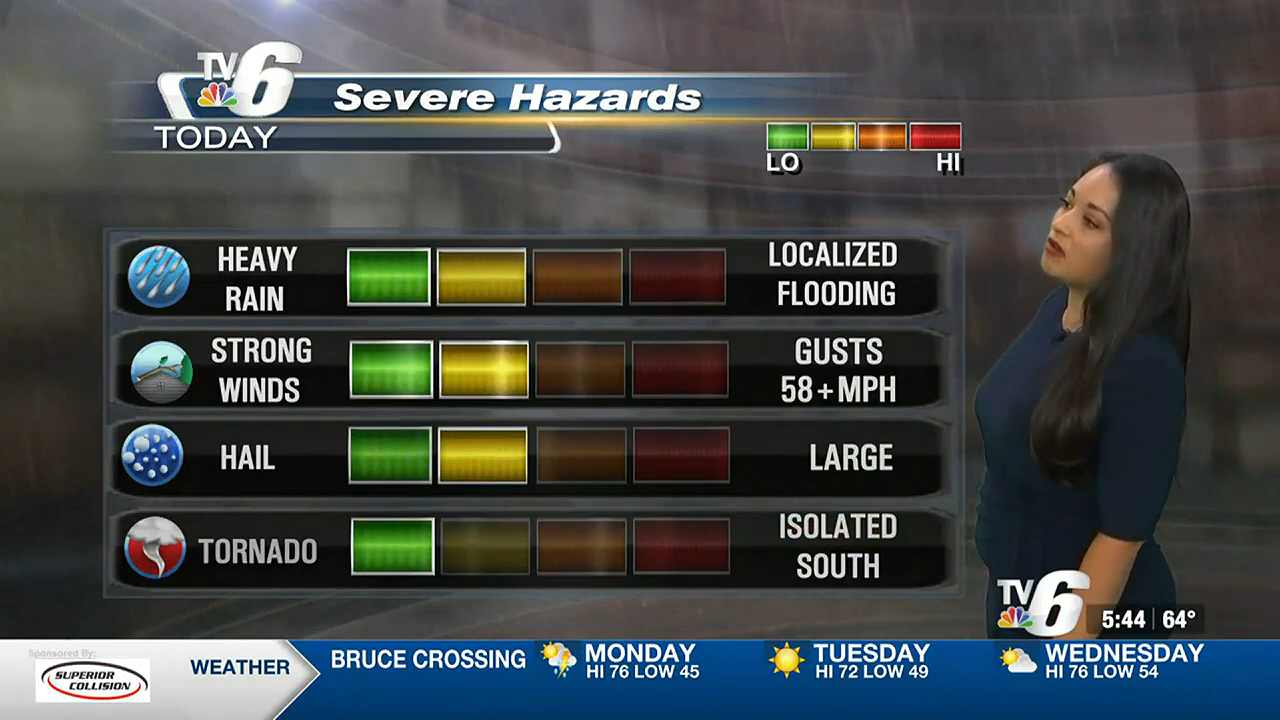 TV6
Severe Hazards
TODAY
LO
HI
HEAVY
RAIN
LOCALIZED
FLOODING
STRONG
WINDS
GUSTS
58+MPH
HAIL
LARGE
TORNADO
ISOLATED
SOUTH
TV6
5:44 64°
Sponsored By:
SUPERIOR
COLLISION
WEATHER
BRUCE CROSSING
MONDAY
HI 76 LOW 45
TUESDAY
HI 72 LOW 49
WEDNESDAY
HI 76 LOW 54